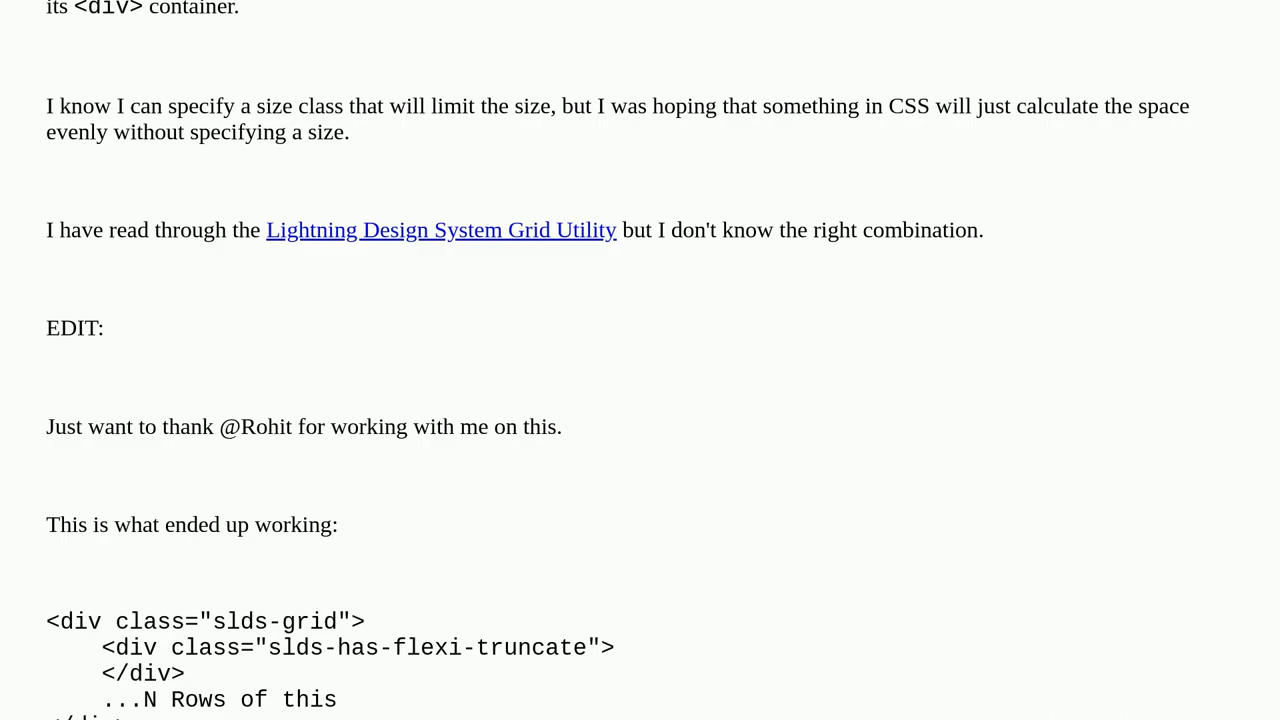 its <div> container.
I know I can specify a size class that will limit the size, but I was hoping that something in CSS will just calculate the space
evenly without specifying a size.
I have read through the Lightning Design System Grid Utility but I don't know the right combination.
EDIT:
Just want to thank @Rohit for working with me on this.
This is what ended up working:
<div class="slds-grid">
    <div class="slds-has-flexi-truncate">
    </div>
    ...N Rows of this